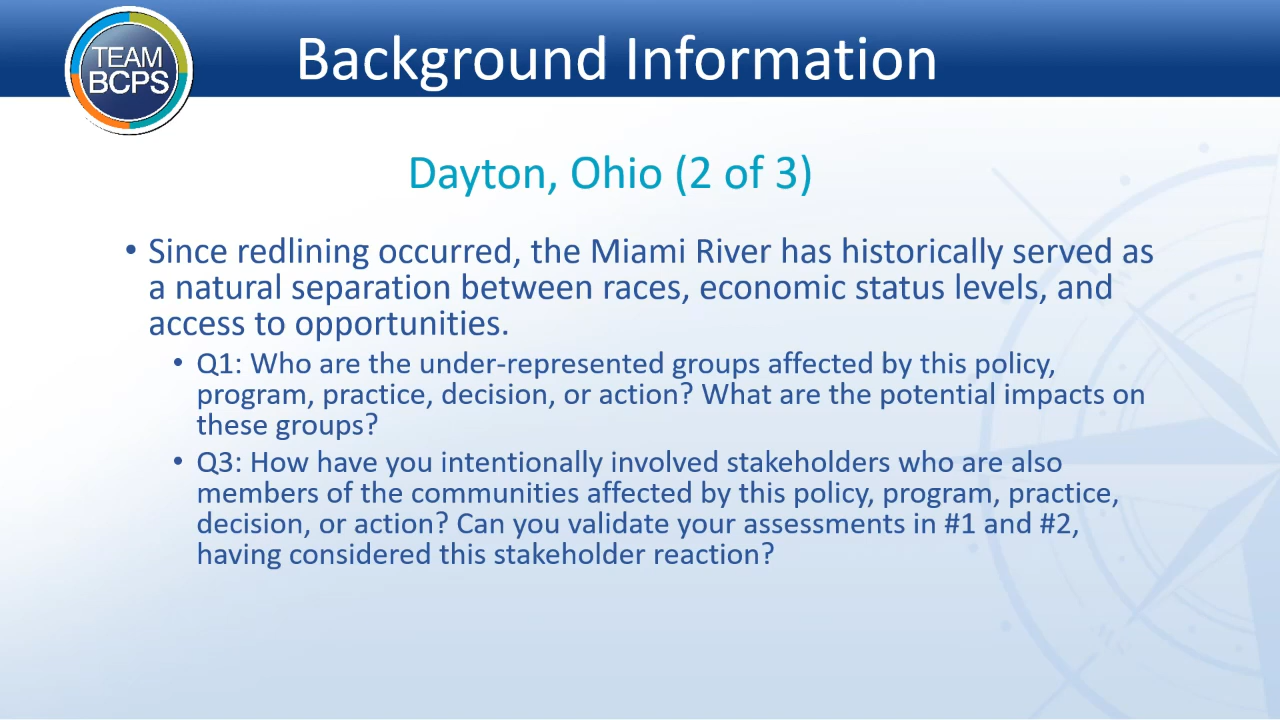 TEAM
BCPS
Background Information
Dayton, Ohio (2 of 3)
• Since redlining occurred, the Miami River has historically served as
a natural separation between races, economic status levels, and
access to opportunities.
• Q1: Who are the under-represented groups affected by this policy,
program, practice, decision, or action? What are the potential impacts on
these groups?
• Q3: How have you intentionally involved stakeholders who are also
members of the communities affected by this policy, program, practice,
decision, or action? Can you validate your assessments in #1 and #2,
having considered this stakeholder reaction?